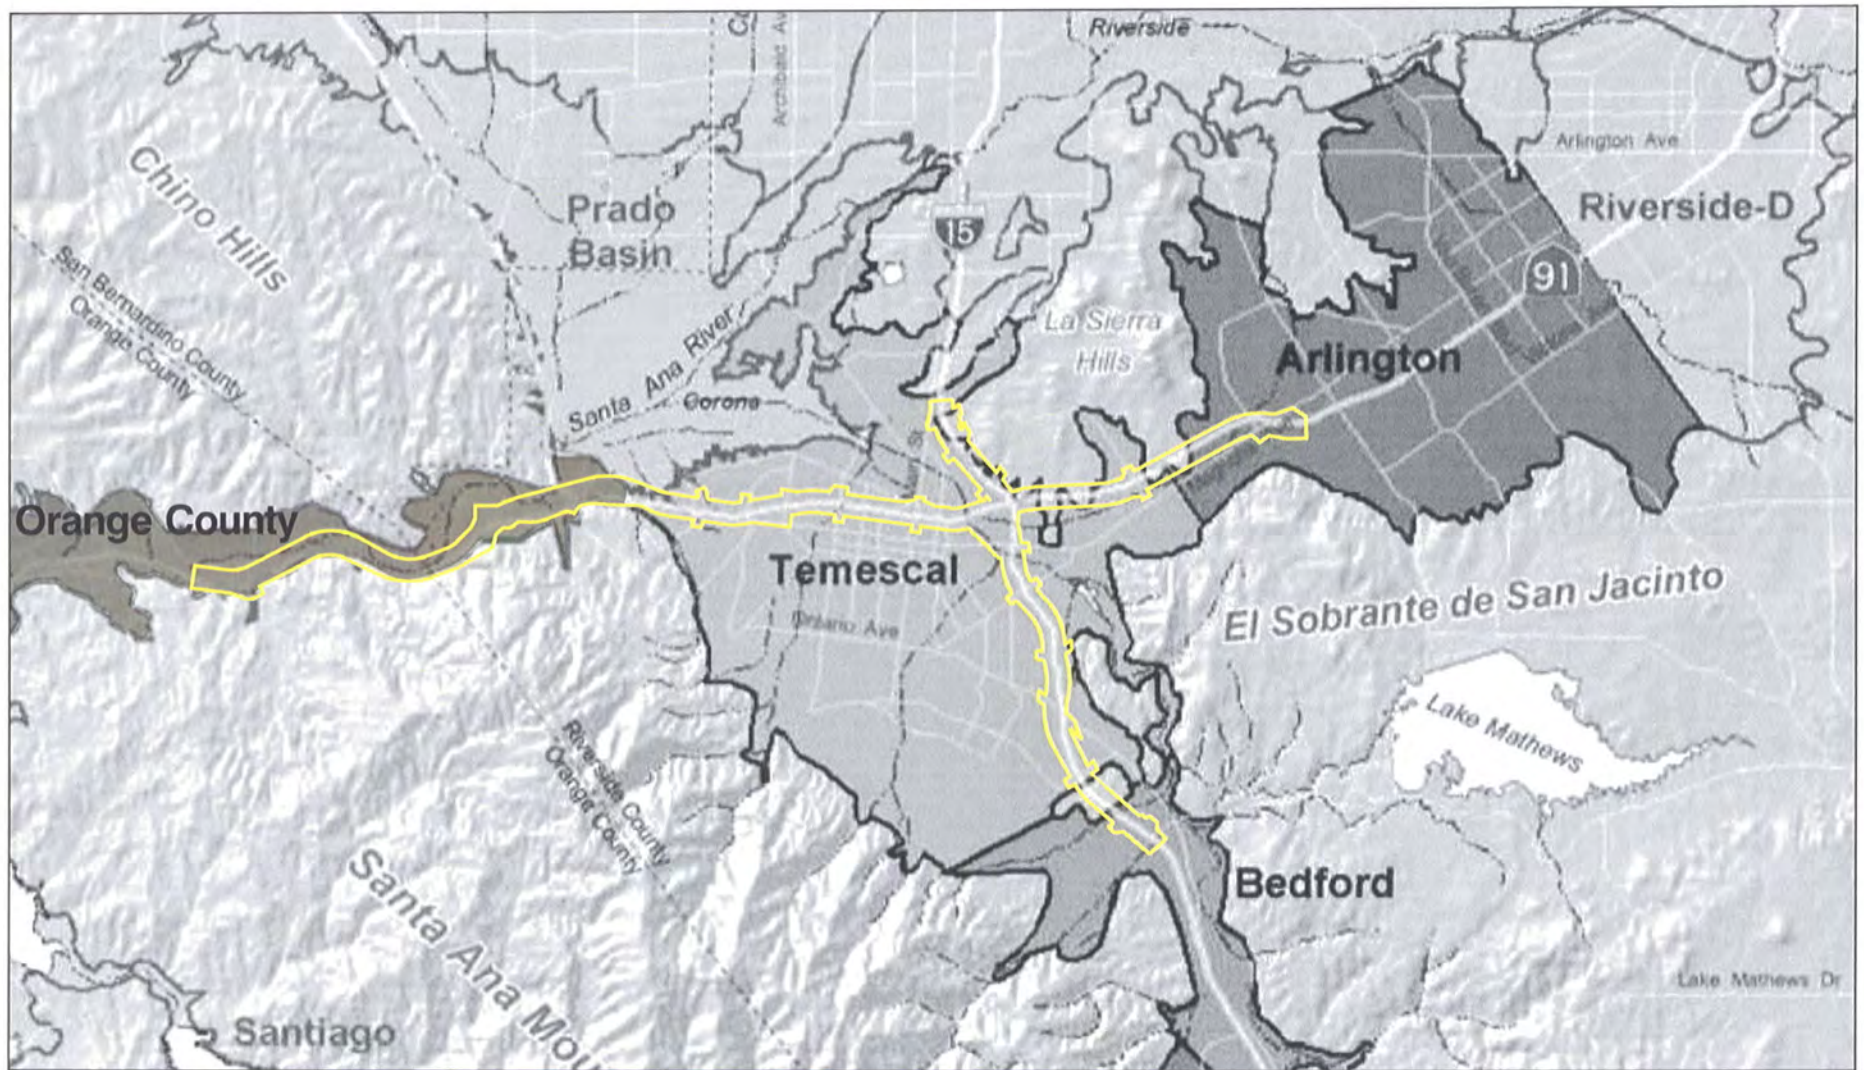 Riverside
Archibald Av
Arlington Ave
Chino Hills
Prado
Basin
Riverside-D
15
91
San Bernardino County
Orange County
La Sierra
Hills
Santa Ana River
Arlington
Corona
Orange County
Temescal
El Sobrante de San Jacinto
Ontario Ave
Lake Mathews
Riverside County
Orange County
Bedford
Santa Ana Mou
Lake Mathews Dr
Santiago